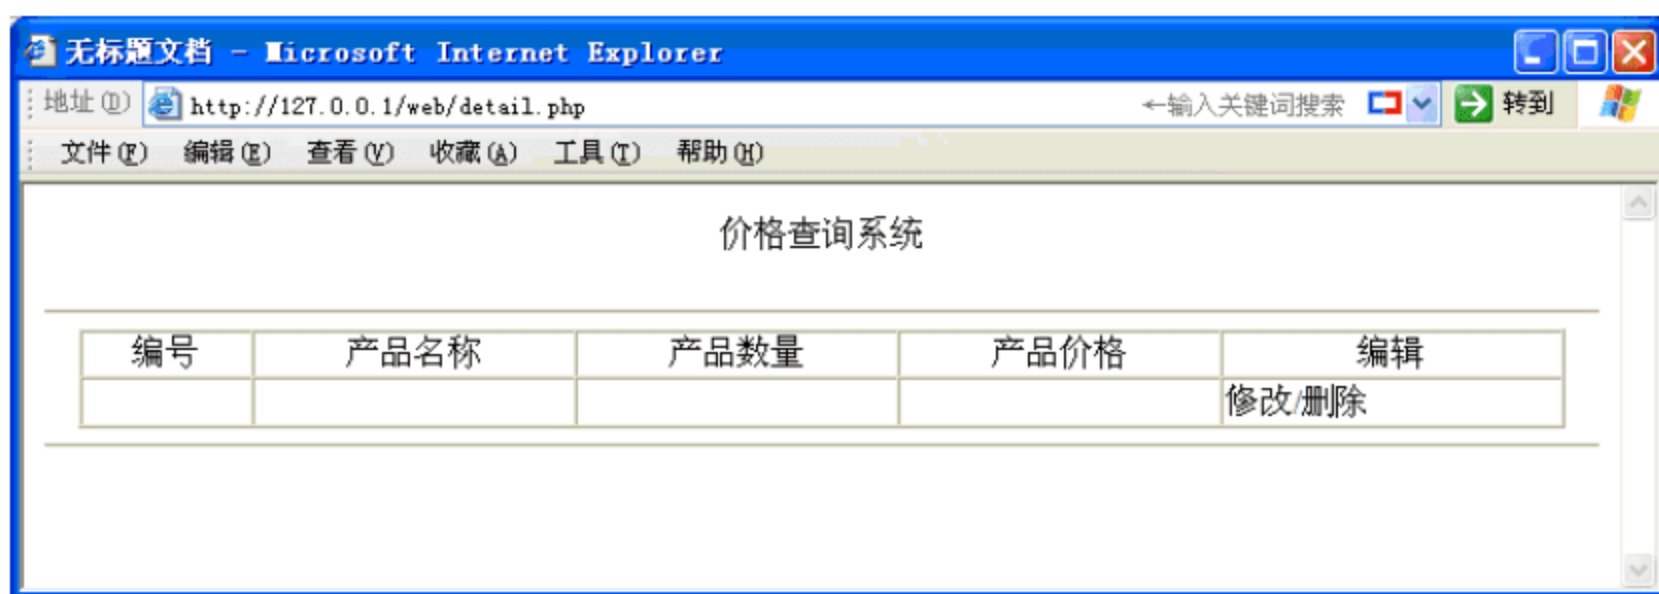 无标题文档 - Microsoft Internet Explorer
地址(D) http://127.0.0.1/web/detail.php ←输入关键词搜索 转到
文件(F) 编辑(E) 查看(V) 收藏(A) 工具(T) 帮助(H)
价格查询系统
编号 产品名称 产品数量 产品价格 编辑
修改/删除